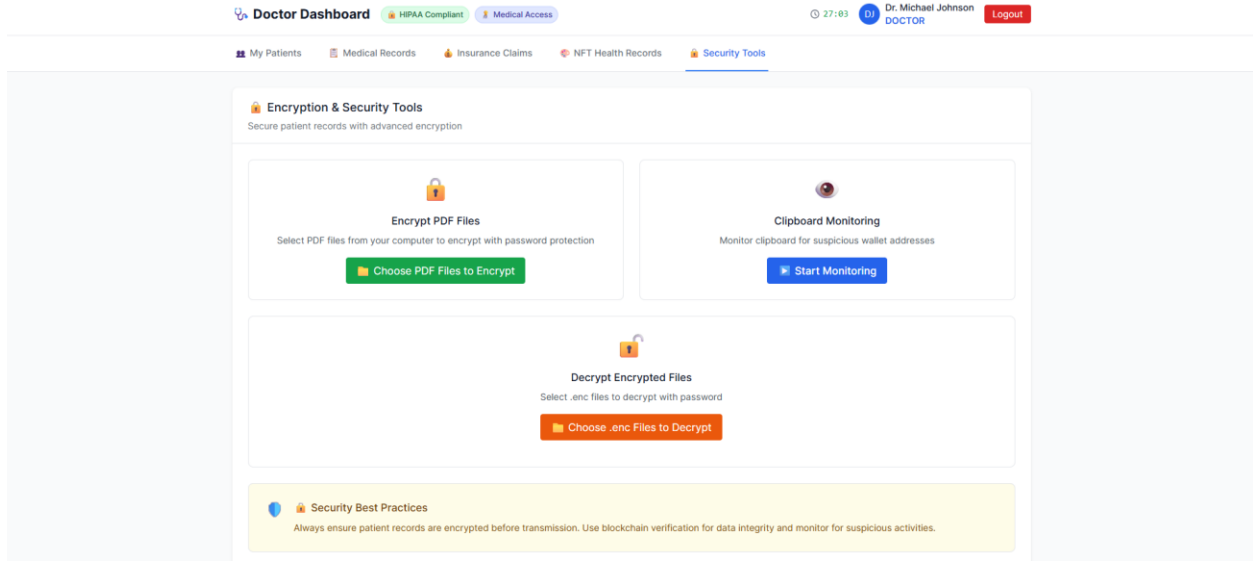 Doctor Dashboard
HIPAA Compliant
Medical Access
27:03
DJ
Dr. Michael Johnson
DOCTOR
Logout
My Patients
Medical Records
Insurance Claims
NFT Health Records
Security Tools
Encryption & Security Tools
Secure patient records with advanced encryption
Encrypt PDF Files
Select PDF files from your computer to encrypt with password protection
Choose PDF Files to Encrypt
Clipboard Monitoring
Monitor clipboard for suspicious wallet addresses
Start Monitoring
Decrypt Encrypted Files
Select .enc files to decrypt with password
Choose .enc Files to Decrypt
Security Best Practices
Always ensure patient records are encrypted before transmission. Use blockchain verification for data integrity and monitor for suspicious activities.